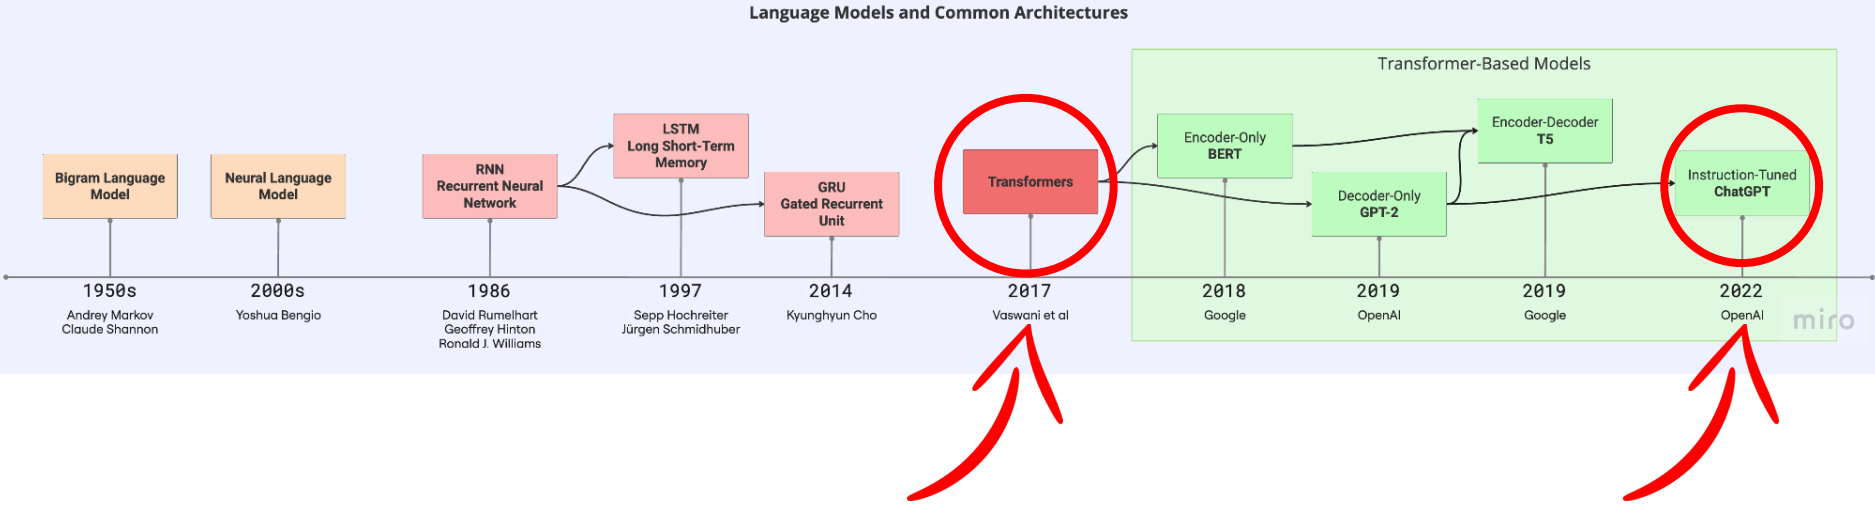 Language Models and Common Architectures
Transformer-Based Models
Bigram Language
Model
Neural Language
Model
RNN
Recurrent Neural
Network
LSTM
Long Short-Term
Memory
GRU
Gated Recurrent
Unit
Transformers
Encoder-Only
BERT
Decoder-Only
GPT-2
Encoder-Decoder
T5
Instruction-Tuned
ChatGPT
1950s
Andrey Markov
Claude Shannon
2000s
Yoshua Bengio
1986
David Rumelhart
Geoffrey Hinton
Ronald J. Williams
1997
Sepp Hochreiter
Jürgen Schmidhuber
2014
Kyunghyun Cho
2017
Vaswani et al
2018
Google
2019
OpenAI
2019
Google
2022
OpenAI
miro